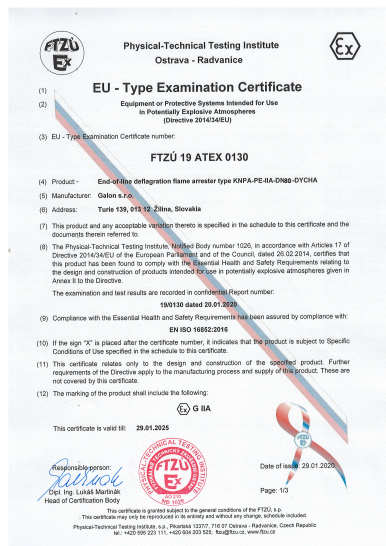 FTZÚ
Ex
Physical-Technical Testing Institute
Ostrava - Radvanice
Ex
(1) EU - Type Examination Certificate
(2) Equipment or Protective Systems Intended for Use
in Potentially Explosive Atmospheres
(Directive 2014/34/EU)
(3) EU - Type Examination Certificate number:
FTZÚ 19 ATEX 0130
(4) Product: End-of-line deflagration flame arrester type KNPA-PE-IIA-DN80-DYCHA
(5) Manufacturer: Galon s.r.o.
(6) Address: Turie 139, 013 12 Žilina, Slovakia
(7) This product and any acceptable variation thereto is specified in the schedule to this certificate and the
documents therein referred to.
(8) The Physical-Technical Testing Institute, Notified Body number 1026, in accordance with Articles 17 of
Directive 2014/34/EU of the European Parliament and of the Council, dated 26.02.2014, certifies that
this product has been found to comply with the Essential Health and Safety Requirements relating to
the design and construction of products intended for use in potentially explosive atmospheres given in
Annex II to the Directive.
The examination and test results are recorded in confidential Report number:
19/0130 dated 20.01.2020
(9) Compliance with the Essential Health and Safety Requirements has been assured by compliance with:
EN ISO 16852:2016
(10) If the sign "X" is placed after the certificate number, it indicates that the product is subject to Specific
Conditions of Use specified in the schedule to this certificate.
(11) This certificate relates only to the design and construction of the specified product. Further
requirements of the Directive apply to the manufacturing process and supply of this product. These are
not covered by this certificate.
(12) The marking of the product shall include the following:
Ex G IIA
This certificate is valid till: 29.01.2025
Responsible person:
Dipl. Ing. Lukáš Martinák
Head of Certification Body
PHYSICAL-TECHNICAL TESTING INSTITUTE
FTZÚ
Ex
AO 210
NB 1026
FTZÚ
Ex
Date of issue: 29.01.2020
Page: 1/3
This certificate is granted subject to the general conditions of the FTZÚ, s.p.
This certificate may only be reproduced in its entirety and without any change, schedule included.
Physical-Technical Testing Institute, s.p., Pikartská 1337/7, 716 07 Ostrava - Radvanice, Czech Republic
tel.: +420 595 223 111, +420 604 203 525, ftzu@ftzu.cz, www.ftzu.cz